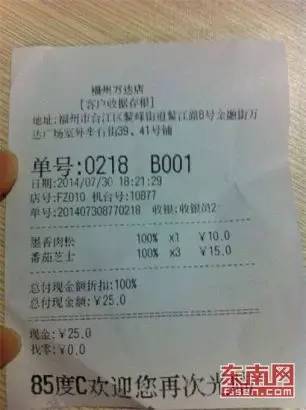 福州万达店
【客户收据存根】
地址:福州市台江区鳌峰街道鳌江路8号金融街万
达广场室外步行街39、41号铺
单号:0218 B001
日期:2014/07/30 18:21:29
店号:FZ010 机台号:10B77
单号:201407308770218 收银:收银员2
墨香肉松 100% x1 ¥10.0
番茄芝士 100% x3 ¥15.0
总付现金额折扣:100%
总付现金额:¥25.0
现金:¥25.0
找零:¥0.0
85度C欢迎您再次光
东南网
fjsen.com